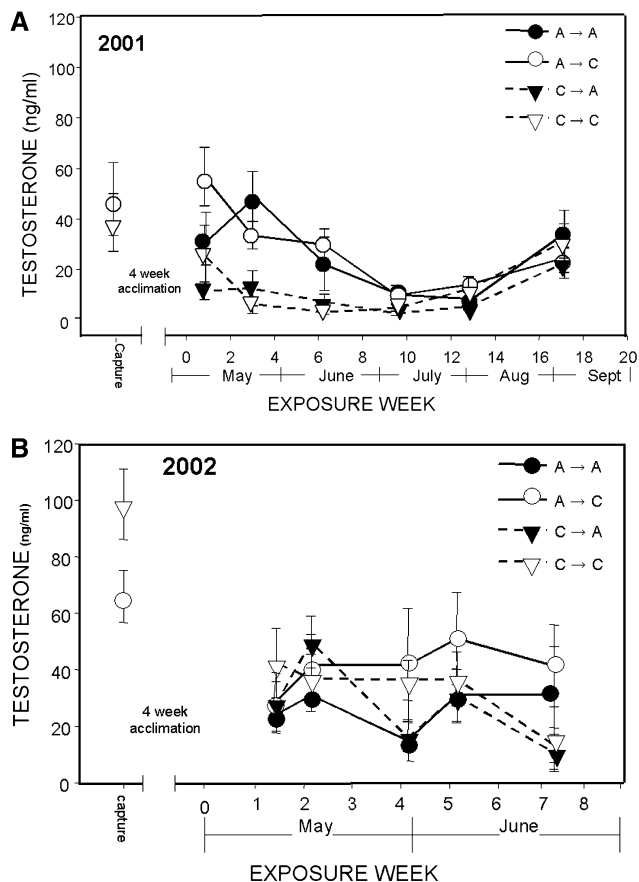 A
2001
A → A
A → C
C → A
C → C
TESTOSTERONE (ng/ml)
120
100
80
60
40
20
0
4 week
acclimation
Capture
0 2 4 6 8 10 12 14 16 18 20
May June July Aug Sept
EXPOSURE WEEK
B
2002
A → A
A → C
C → A
C → C
TESTOSTERONE (ng/ml)
120
100
80
60
40
20
0
4 week
acclimation
capture
0 1 2 3 4 5 6 7 8
May June
EXPOSURE WEEK